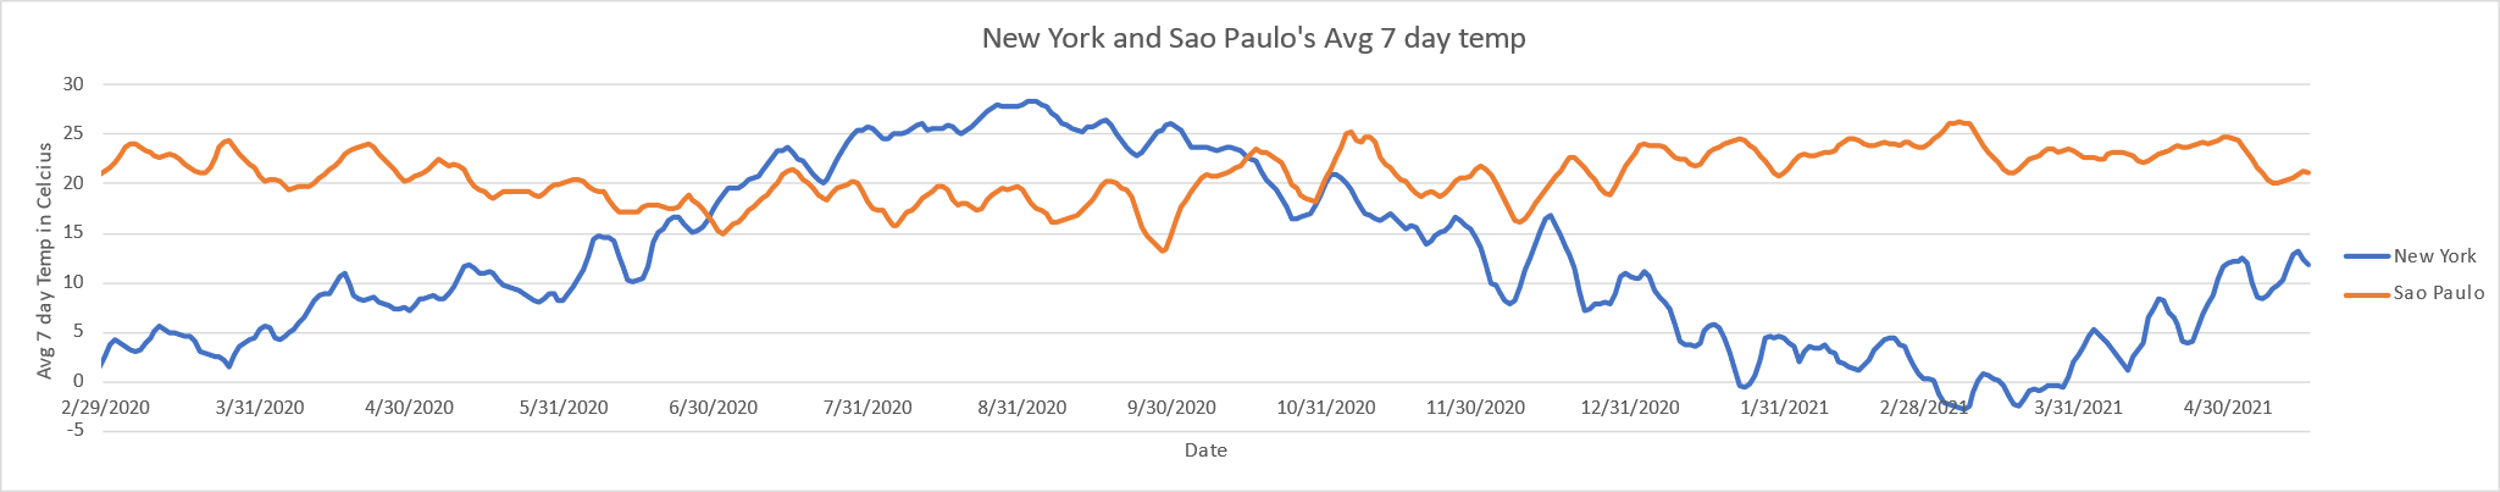 New York and Sao Paulo's Avg 7 day temp
Avg 7 day Temp in Celcius
30
25
20
15
10
5
0
-5
2/29/2020 3/31/2020 4/30/2020 5/31/2020 6/30/2020 7/31/2020 8/31/2020 9/30/2020 10/31/2020 11/30/2020 12/31/2020 1/31/2021 2/28/2021 3/31/2021 4/30/2021
Date
New York
Sao Paulo